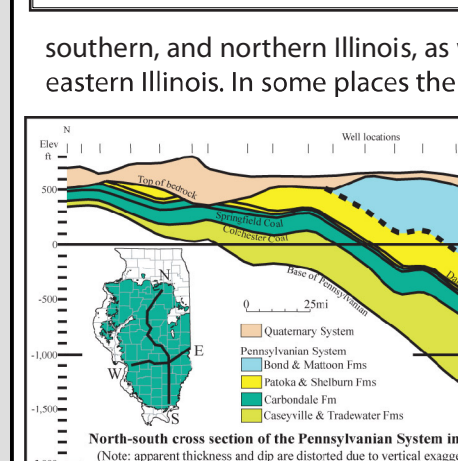 southern, and northern Illinois, as
eastern Illinois. In some places the
N
Elev
ft
Well locations
Top of bedrock
500
Springfield Coal
Colchester Coal
0
Base of Pennsylvanian
N
0 25mi
-500
Quaternary System
Pennsylvanian System
E
-1,000
W
Bond & Mattoon Fms
Patoka & Shelburn Fms
Carbondale Fm
-1,500
S
Caseyville & Tradewater Fms
North-south cross section of the Pennsylvanian System in
(Note: apparent thickness and dip are distorted due to vertical